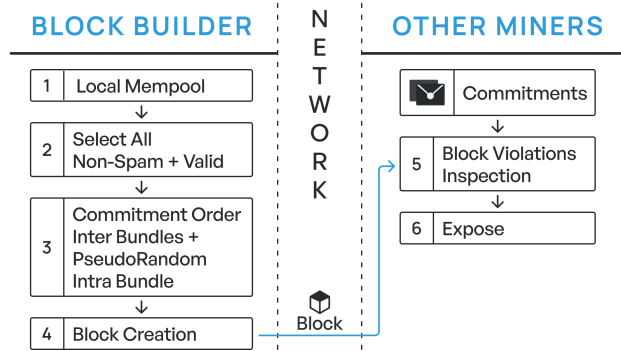 BLOCK BUILDER
1 Local Mempool
2 Select All
Non-Spam + Valid
3 Commitment Order
Inter Bundles +
PseudoRandom
Intra Bundle
4 Block Creation
NETWORK
Block
OTHER MINERS
Commitments
5 Block Violations
Inspection
6 Expose